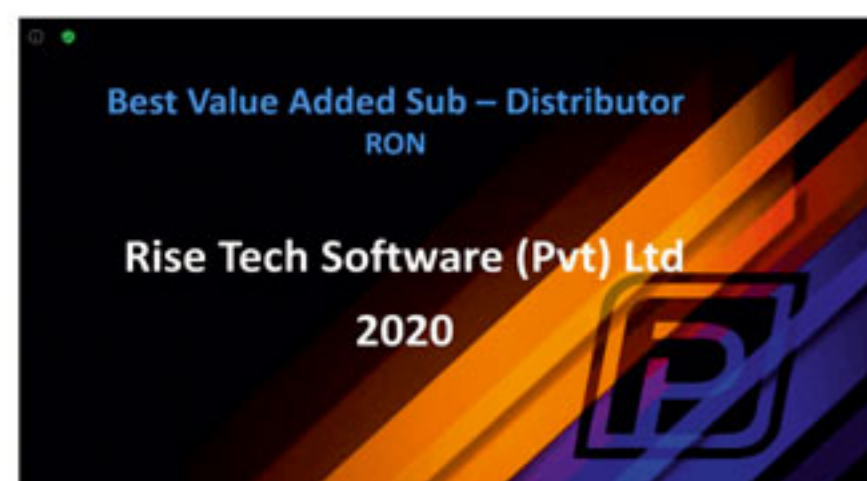 Best Value Added Sub – Distributor
RON
Rise Tech Software (Pvt) Ltd
2020